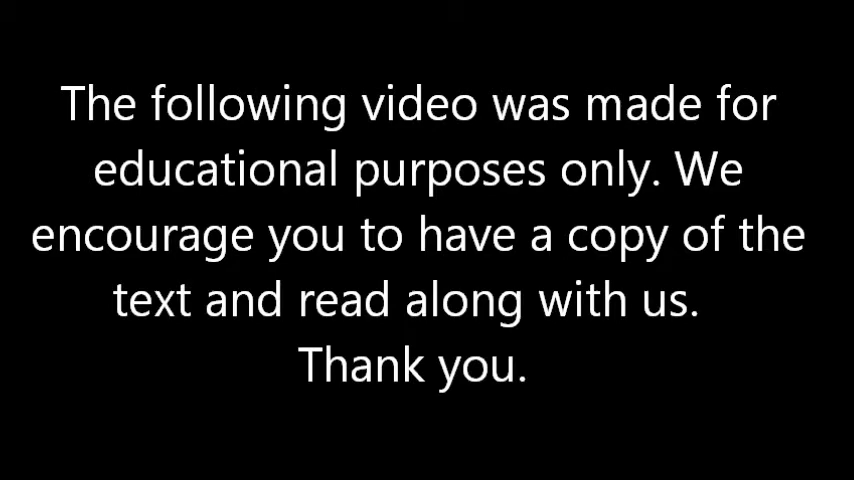 The following video was made for
educational purposes only. We
encourage you to have a copy of the
text and read along with us.
Thank you.